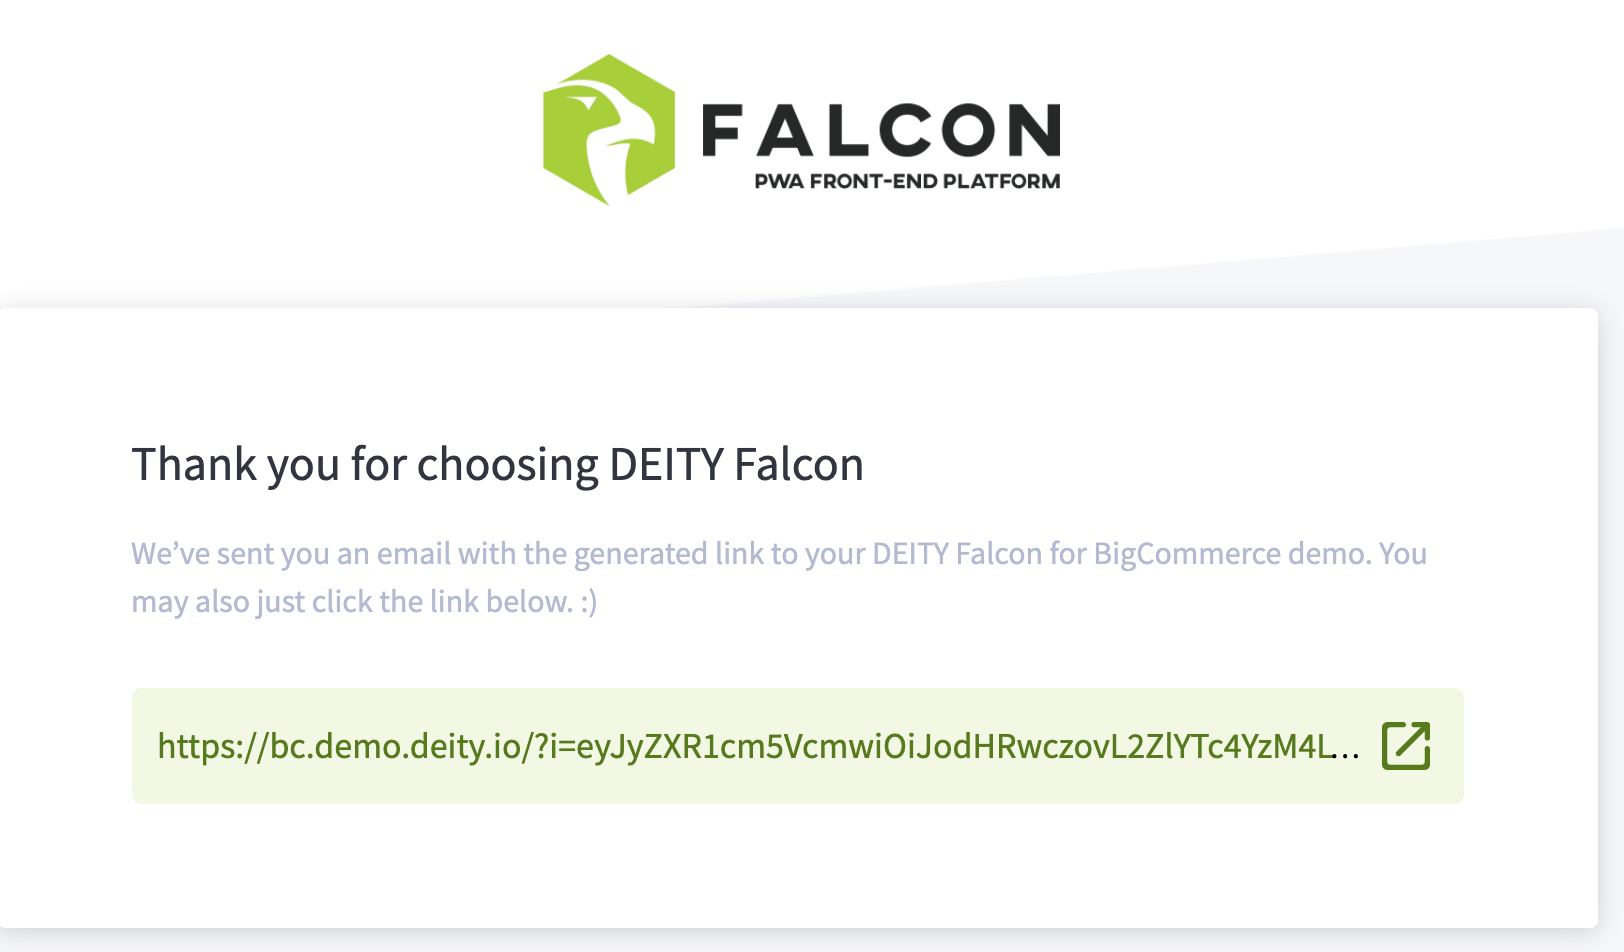 FALCON
PWA FRONT-END PLATFORM
Thank you for choosing DEITY Falcon
We’ve sent you an email with the generated link to your DEITY Falcon for BigCommerce demo. You
may also just click the link below. :)
https://bc.demo.deity.io/?i=eyJyZXR1cm5VcmwiOiJodHRwczovL2ZlYTc4YzM4L...